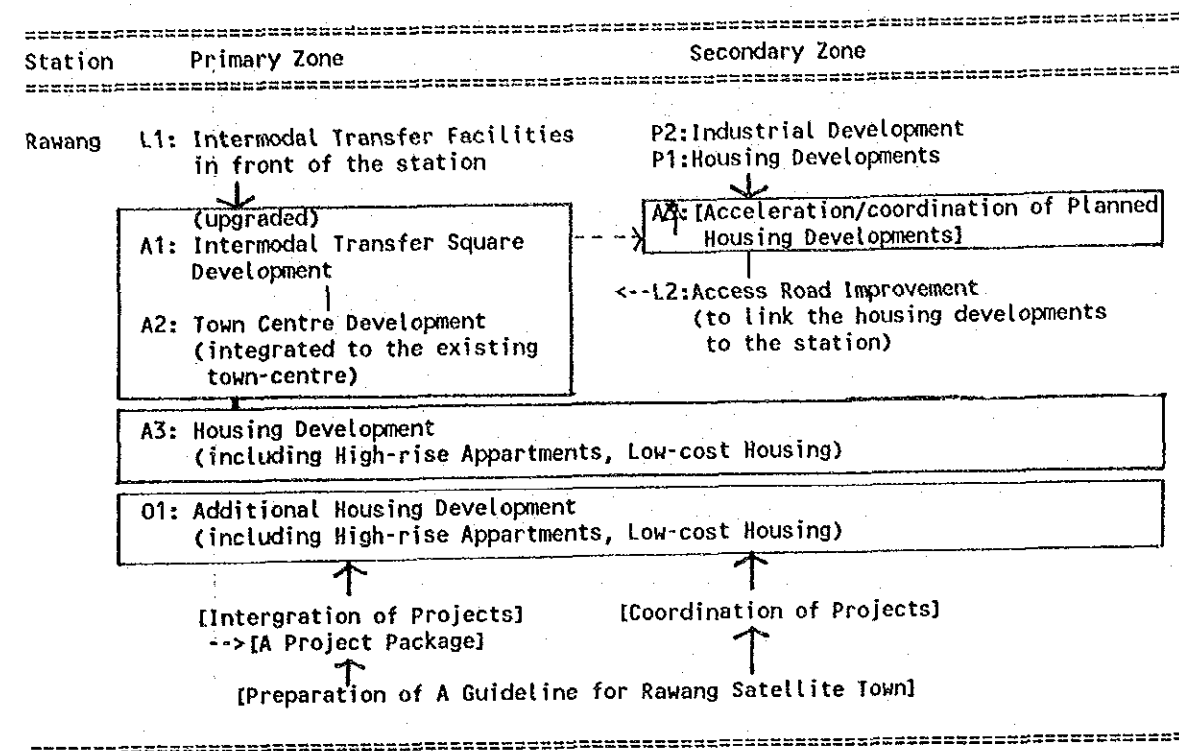 Station Primary Zone Secondary Zone
Rawang L1: Intermodal Transfer Facilities
in front of the station
P2:Industrial Development
P1:Housing Developments
(upgraded)
A1: Intermodal Transfer Square
Development
A2: Town Centre Development
(integrated to the existing
town-centre)
A4:[Acceleration/coordination of Planned
Housing Developments]
<--L2:Access Road Improvement
(to link the housing developments
to the station)
A3: Housing Development
(including High-rise Appartments, Low-cost Housing)
O1: Additional Housing Development
(including High-rise Appartments, Low-cost Housing)
[Intergration of Projects]
-->[A Project Package]
[Coordination of Projects]
[Preparation of A Guideline for Rawang Satellite Town]